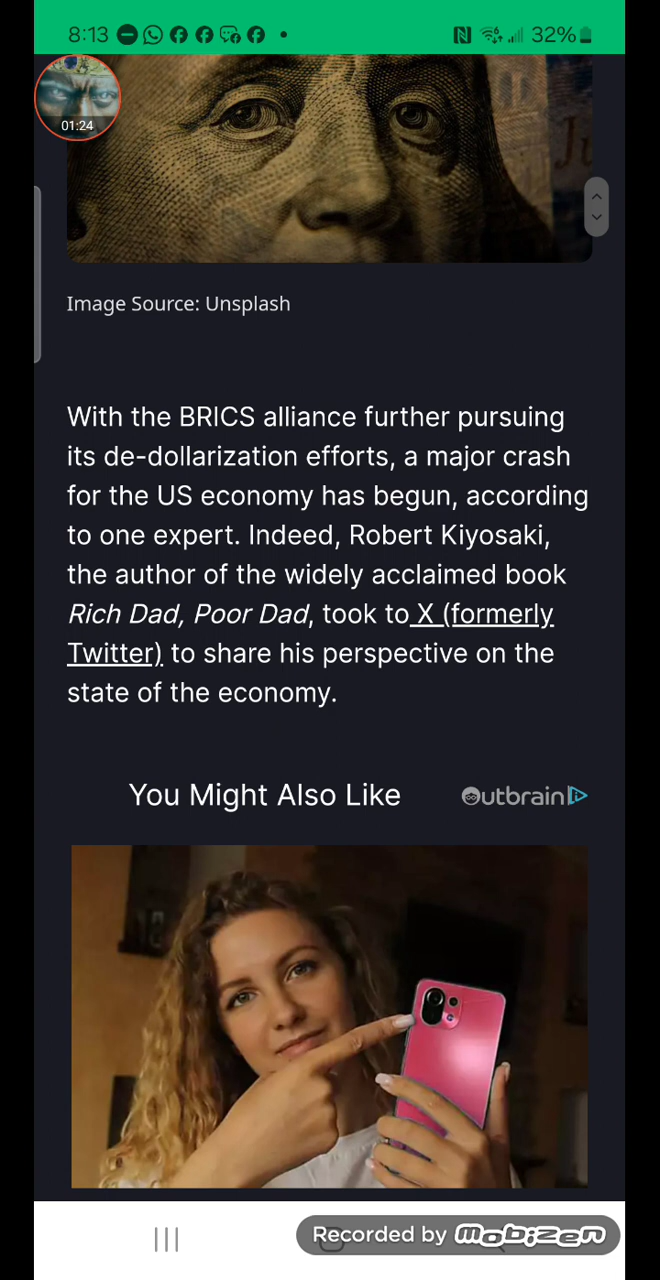 8:13
32%
01:24
Ju
Image Source: Unsplash
With the BRICS alliance further pursuing
its de-dollarization efforts, a major crash
for the US economy has begun, according
to one expert. Indeed, Robert Kiyosaki,
the author of the widely acclaimed book
Rich Dad, Poor Dad, took to X (formerly
Twitter) to share his perspective on the
state of the economy.
You Might Also Like
Outbrain
Recorded by mobizen